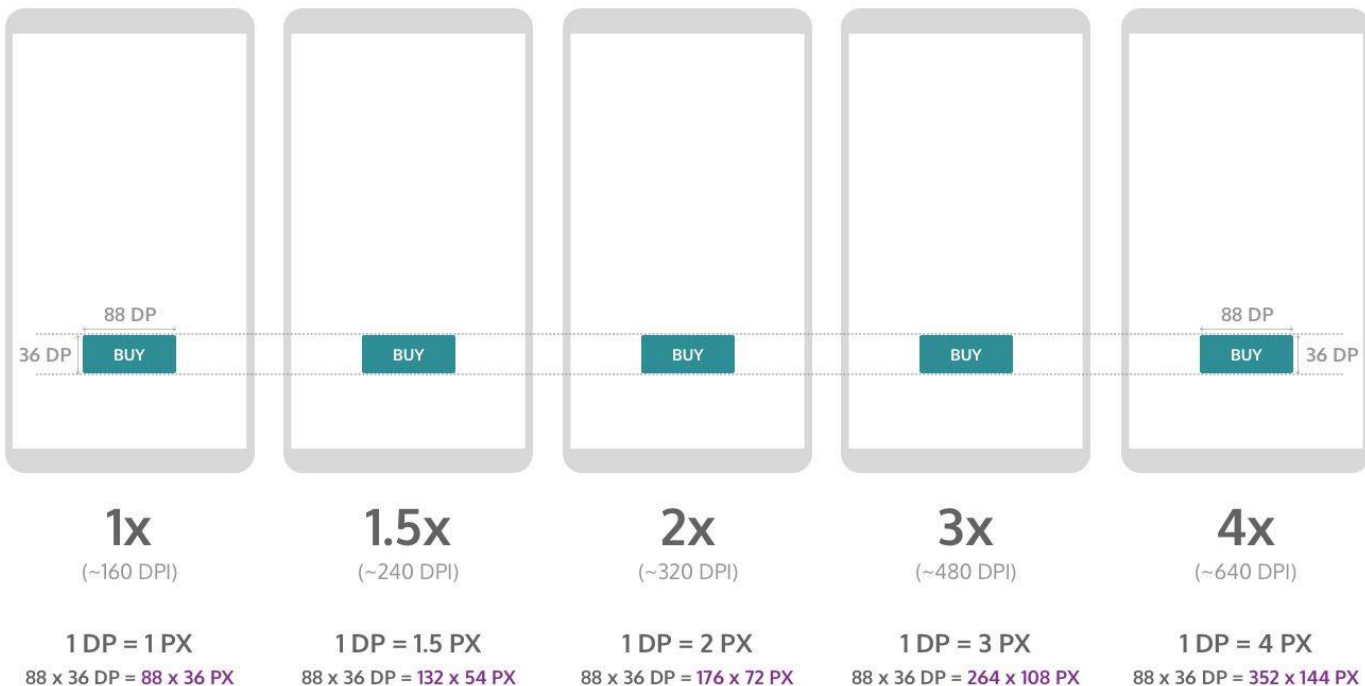 88 DP
88 DP
36 DP
BUY
BUY
BUY
BUY
BUY
36 DP
1x
1.5x
2x
3x
4x
(~160 DPI)
(~240 DPI)
(~320 DPI)
(~480 DPI)
(~640 DPI)
1 DP = 1 PX
1 DP = 1.5 PX
1 DP = 2 PX
1 DP = 3 PX
1 DP = 4 PX
88 x 36 DP = 88 x 36 PX
88 x 36 DP = 132 x 54 PX
88 x 36 DP = 176 x 72 PX
88 x 36 DP = 264 x 108 PX
88 x 36 DP = 352 x 144 PX